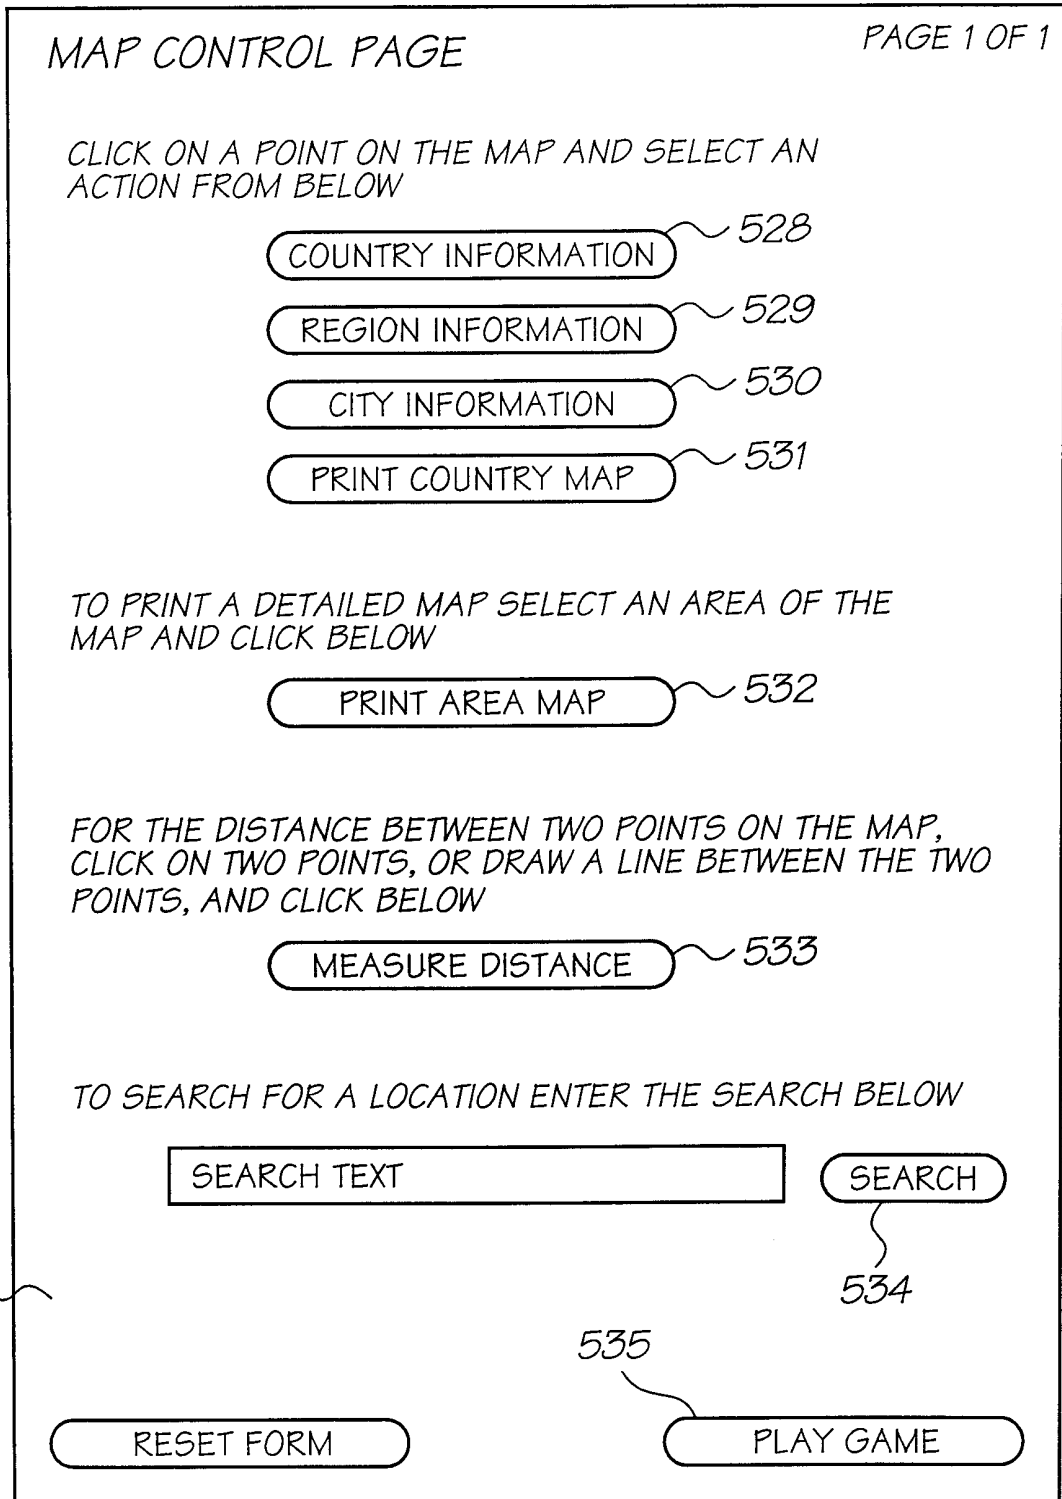 MAP CONTROL PAGE
PAGE 1 OF 1
CLICK ON A POINT ON THE MAP AND SELECT AN
ACTION FROM BELOW
COUNTRY INFORMATION
528
REGION INFORMATION
529
CITY INFORMATION
530
PRINT COUNTRY MAP
531
TO PRINT A DETAILED MAP SELECT AN AREA OF THE
MAP AND CLICK BELOW
PRINT AREA MAP
532
FOR THE DISTANCE BETWEEN TWO POINTS ON THE MAP,
CLICK ON TWO POINTS, OR DRAW A LINE BETWEEN THE TWO
POINTS, AND CLICK BELOW
MEASURE DISTANCE
533
TO SEARCH FOR A LOCATION ENTER THE SEARCH BELOW
SEARCH TEXT
SEARCH
534
535
RESET FORM
PLAY GAME